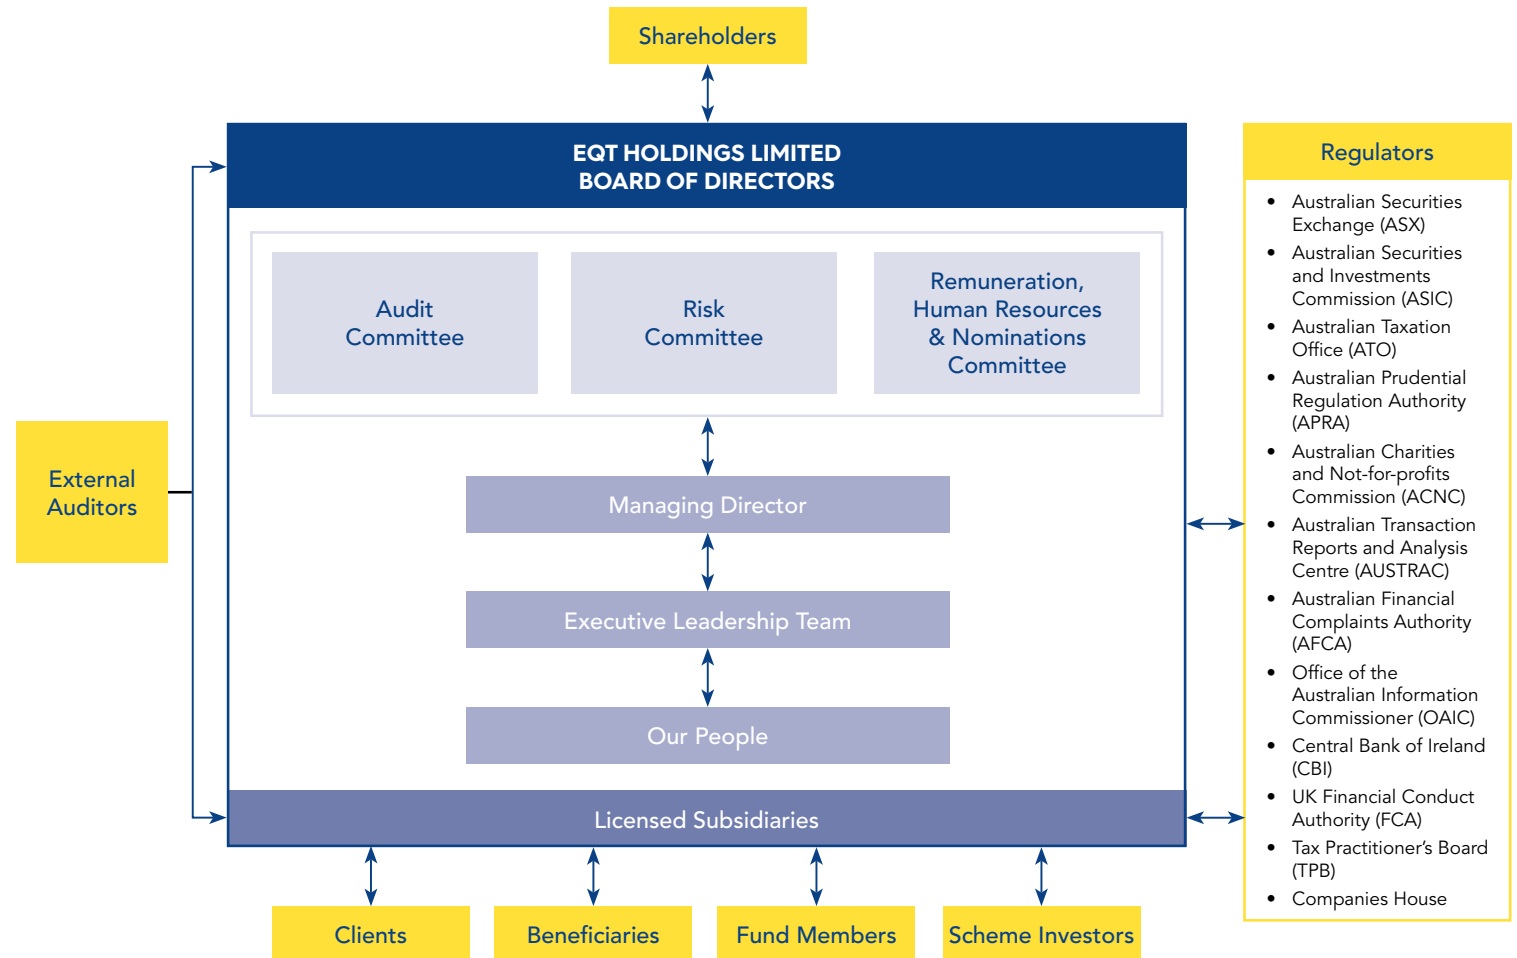 Shareholders
EQT HOLDINGS LIMITED
BOARD OF DIRECTORS
Audit
Committee
Risk
Committee
Remuneration,
Human Resources
& Nominations
Committee
Managing Director
Executive Leadership Team
Our People
Licensed Subsidiaries
External
Auditors
Clients
Beneficiaries
Fund Members
Scheme Investors
Regulators
• Australian Securities
Exchange (ASX)
• Australian Securities
and Investments
Commission (ASIC)
• Australian Taxation
Office (ATO)
• Australian Prudential
Regulation Authority
(APRA)
• Australian Charities
and Not-for-profits
Commission (ACNC)
• Australian Transaction
Reports and Analysis
Centre (AUSTRAC)
• Australian Financial
Complaints Authority
(AFCA)
• Office of the
Australian Information
Commissioner (OAIC)
• Central Bank of Ireland
(CBI)
• UK Financial Conduct
Authority (FCA)
• Tax Practitioner’s Board
(TPB)
• Companies House